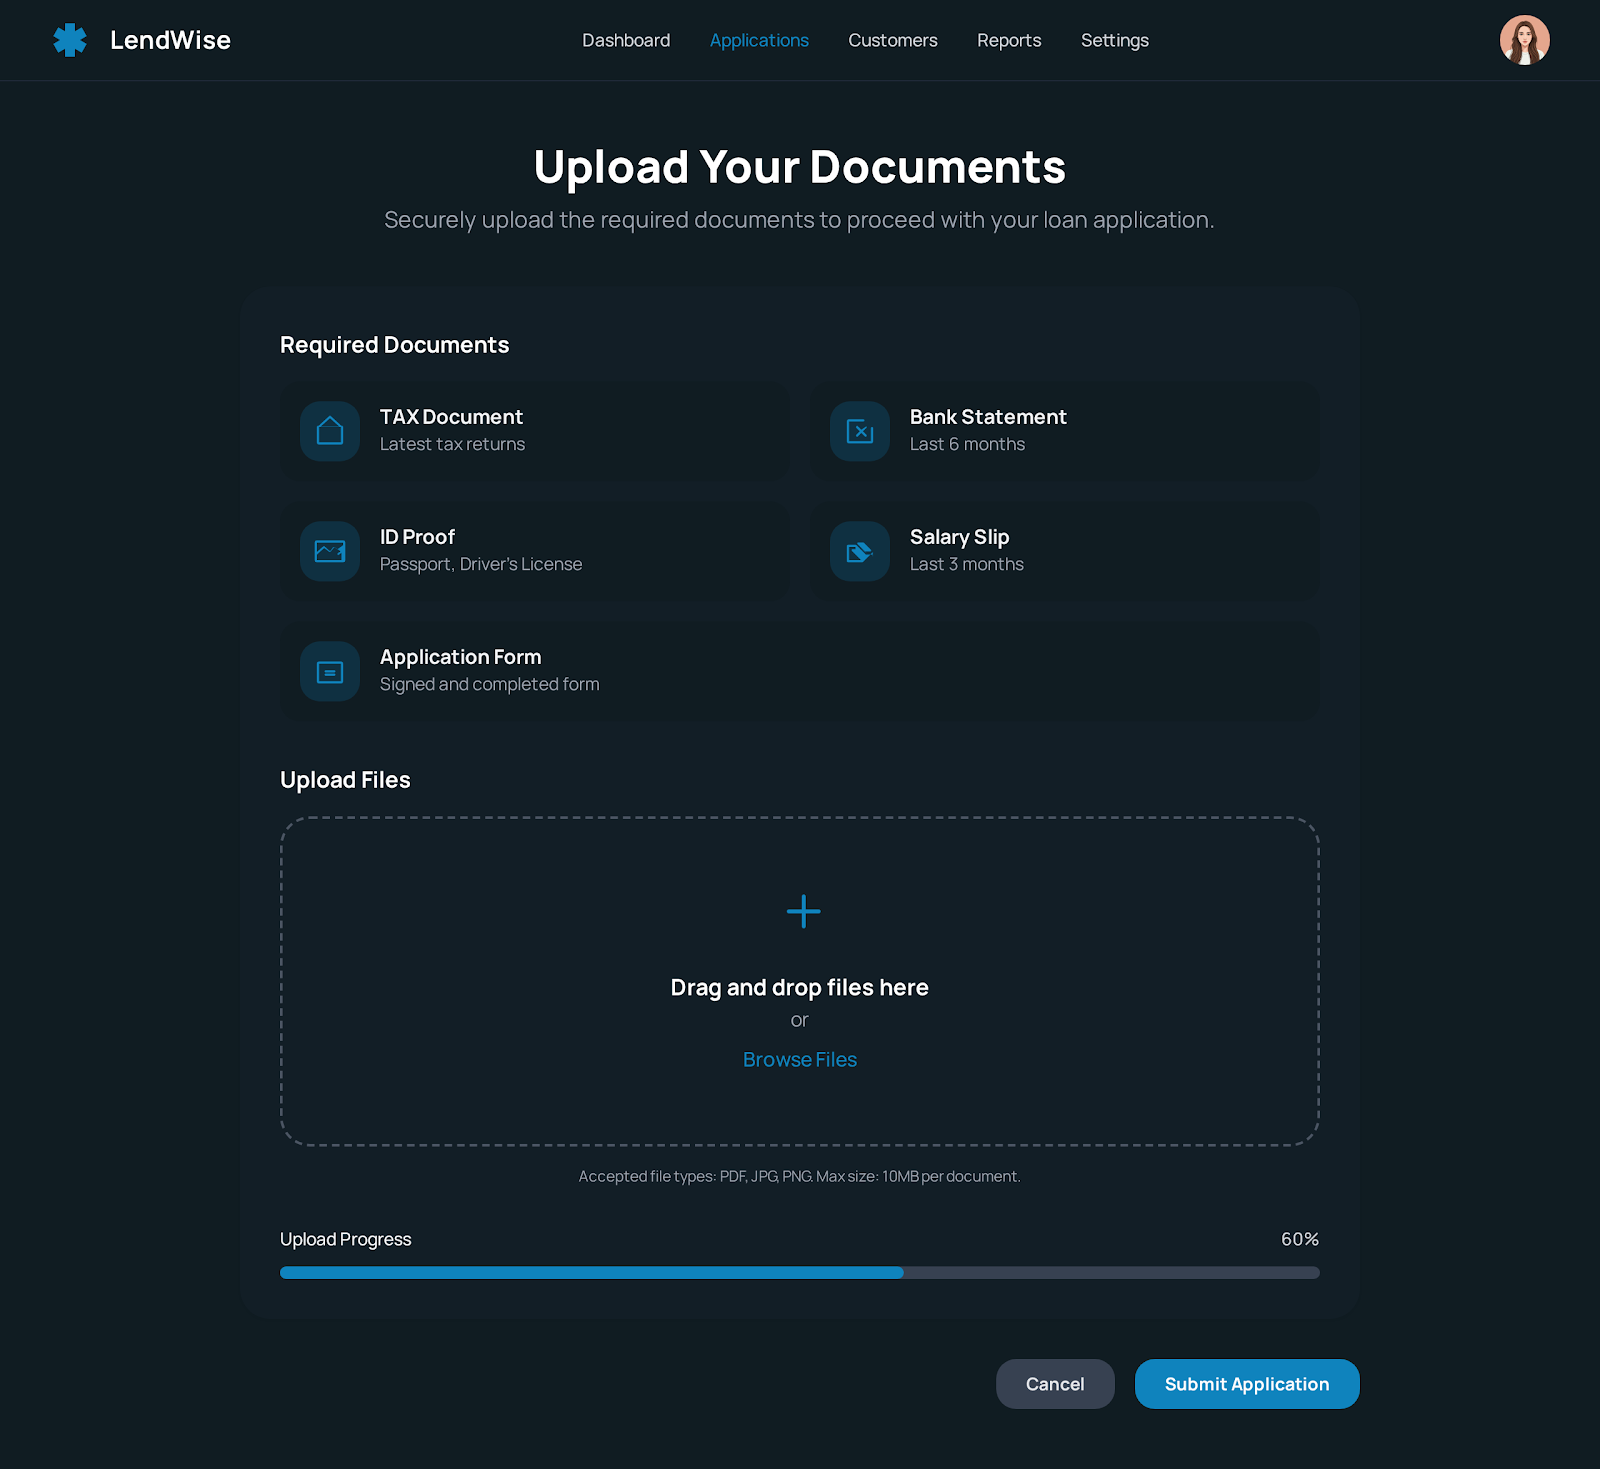 LendWise
Dashboard
Applications
Customers
Reports
Settings
Upload Your Documents
Securely upload the required documents to proceed with your loan application.
Required Documents
TAX Document
Latest tax returns
Bank Statement
Last 6 months
ID Proof
Passport, Driver's License
Salary Slip
Last 3 months
Application Form
Signed and completed form
Upload Files
Drag and drop files here
or
Browse Files
Accepted file types: PDF, JPG, PNG. Max size: 10MB per document.
Upload Progress
60%
Cancel
Submit Application